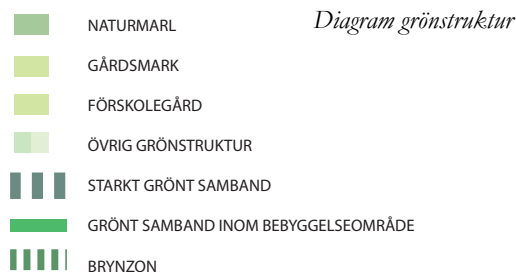 Diagram grönstruktur
NATURMARL
GÅRDSMARK
FÖRSKOLEGÅRD
ÖVRIG GRÖNSTRUKTUR
STARKT GRÖNT SAMBAND
GRÖNT SAMBAND INOM BEBYGGELSEOMRÅDE
BRYNZON